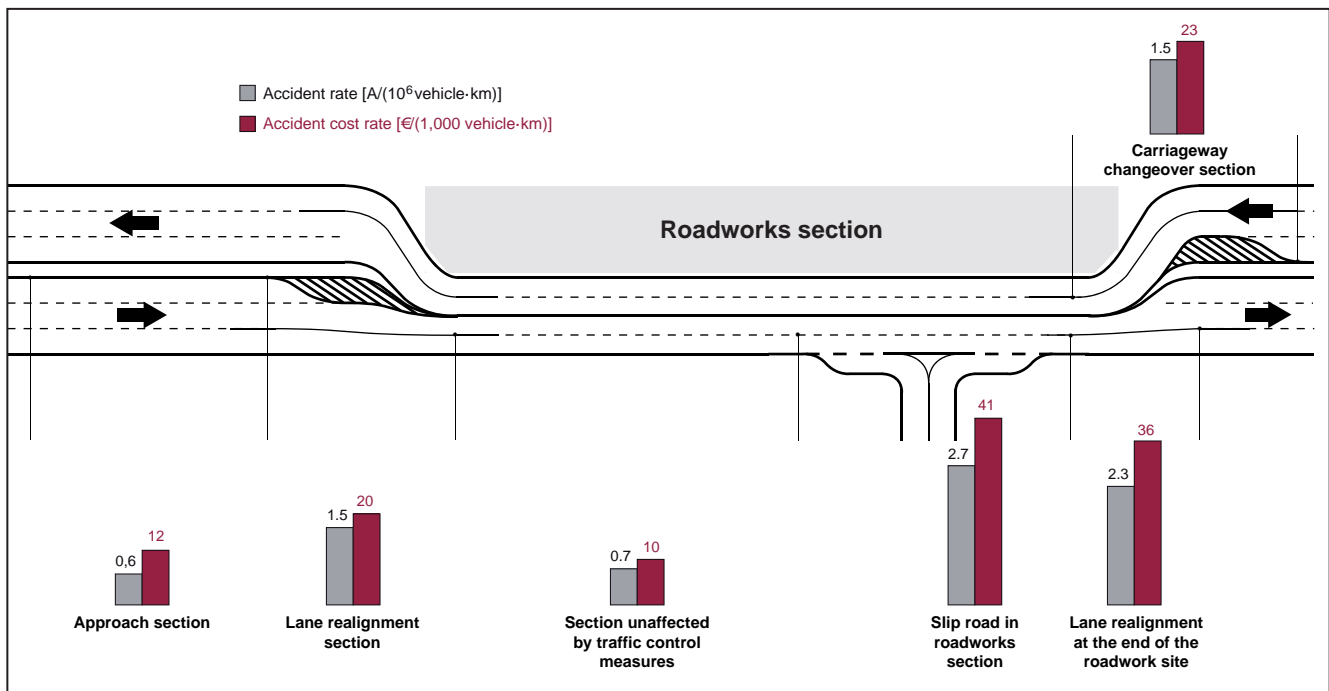 23
1.5
Accident rate [A/(10⁶ vehicle·km)]
Accident cost rate [€/(1,000 vehicle·km)]
Carriageway
changeover section
Roadworks section
41
2.7
36
2.3
20
1.5
12
0,6
10
0.7
Approach section
Lane realignment
section
Section unaffected
by traffic control
measures
Slip road in
roadworks
section
Lane realignment
at the end of the
roadwork site